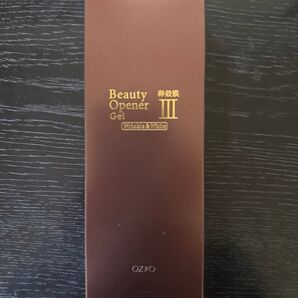 Beauty
Opener
Gel
Wrinkle&White
卵殻膜
III
OZIO